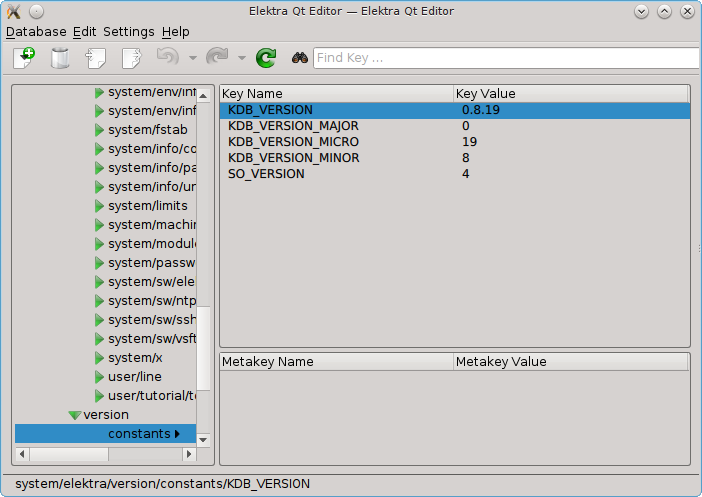 Elektra Qt Editor — Elektra Qt Editor
Database Edit Settings Help
Find Key ...
system/env/inf
system/env/inf
system/fstab
system/info/co
system/info/pa
system/info/un
system/limits
system/machin
system/module
system/passw
system/sw/ele
system/sw/ntp
system/sw/ssh
system/sw/vsft
system/x
user/line
user/tutorial/to
version
constants
Key Name Key Value
KDB_VERSION 0.8.19
KDB_VERSION_MAJOR 0
KDB_VERSION_MICRO 19
KDB_VERSION_MINOR 8
SO_VERSION 4
Metakey Name Metakey Value
system/elektra/version/constants/KDB_VERSION